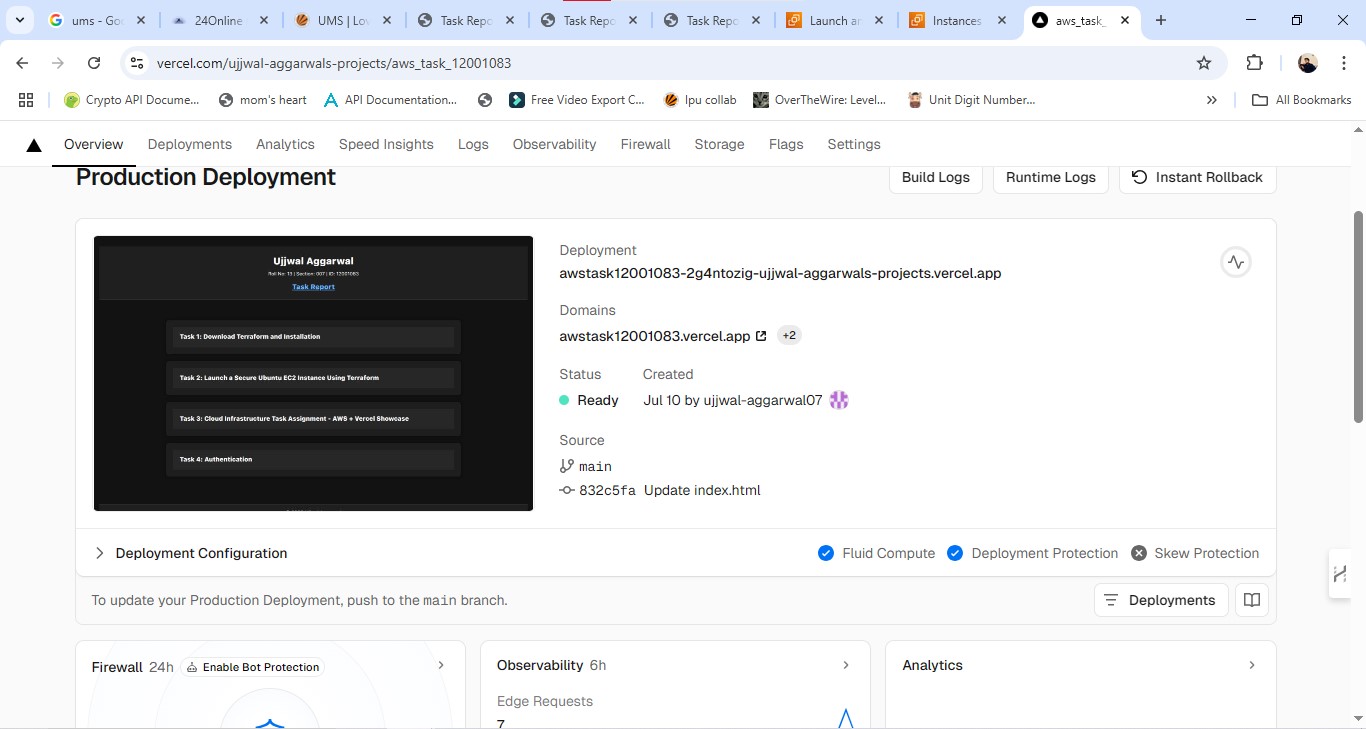 ums - Goo
24Online
UMS | Lov
Task Repo
Task Repo
Task Repo
Launch an
Instances
aws_task_
vercel.com/ujjwal-aggarwals-projects/aws_task_12001083
Crypto API Docume...
mom's heart
API Documentation...
Free Video Export C...
lpu collab
OverTheWire: Level...
Unit Digit Number...
All Bookmarks
Overview
Deployments
Analytics
Speed Insights
Logs
Observability
Firewall
Storage
Flags
Settings
Production Deployment
Build Logs
Runtime Logs
Instant Rollback
Ujjwal Aggarwal
Roll No: 13 | Section: 007 | ID: 12001083
Task Report
Task 1: Download Terraform and Installation
Task 2: Launch a Secure Ubuntu EC2 Instance Using Terraform
Task 3: Cloud Infrastructure Task Assignment - AWS + Vercel Showcase
Task 4: Authentication
Deployment
awstask12001083-2g4ntozig-ujjwal-aggarwals-projects.vercel.app
Domains
awstask12001083.vercel.app +2
Status Created
Ready Jul 10 by ujjwal-aggarwal07
Source
main
832c5fa Update index.html
Deployment Configuration
Fluid Compute
Deployment Protection
Skew Protection
To update your Production Deployment, push to the main branch.
Deployments
Firewall 24h
Enable Bot Protection
Observability 6h
Edge Requests
7
Analytics